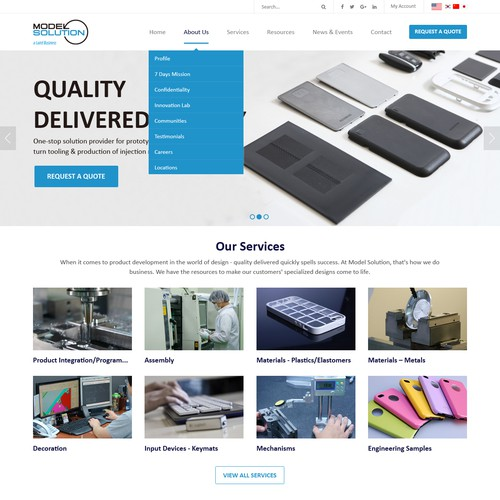 Search
My Account
MODEL
SOLUTION
Home
About Us
Services
Resources
News & Events
Contact
REQUEST A QUOTE
Profile
7 Days Mission
Confidentiality
Innovation Lab
Communities
Testimonials
Careers
Locations
QUALITY
DELIVERED Y
One-stop solution provider for prototy
turn tooling & production of injection
REQUEST A QUOTE
Our Services
When it comes to product development in the world of design - quality delivered quickly spells success. At Model Solution, that's how we do
business. We have the resources to make our customers' specialized designs come to life.
Product Integration/Program...
Assembly
Materials - Plastics/Elastomers
Materials – Metals
Decoration
Input Devices - Keymats
Mechanisms
Engineering Samples
VIEW ALL SERVICES